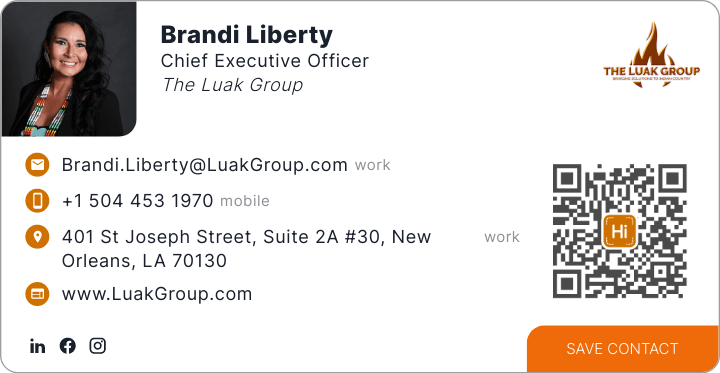 Brandi Liberty
Chief Executive Officer
The Luak Group
THE LUAK GROUP
BRINGING SOLUTIONS TO INDIAN COUNTRY
Brandi.Liberty@LuakGroup.com work
+1 504 453 1970 mobile
401 St Joseph Street, Suite 2A #30, New work
Orleans, LA 70130
www.LuakGroup.com
Hi
SAVE CONTACT